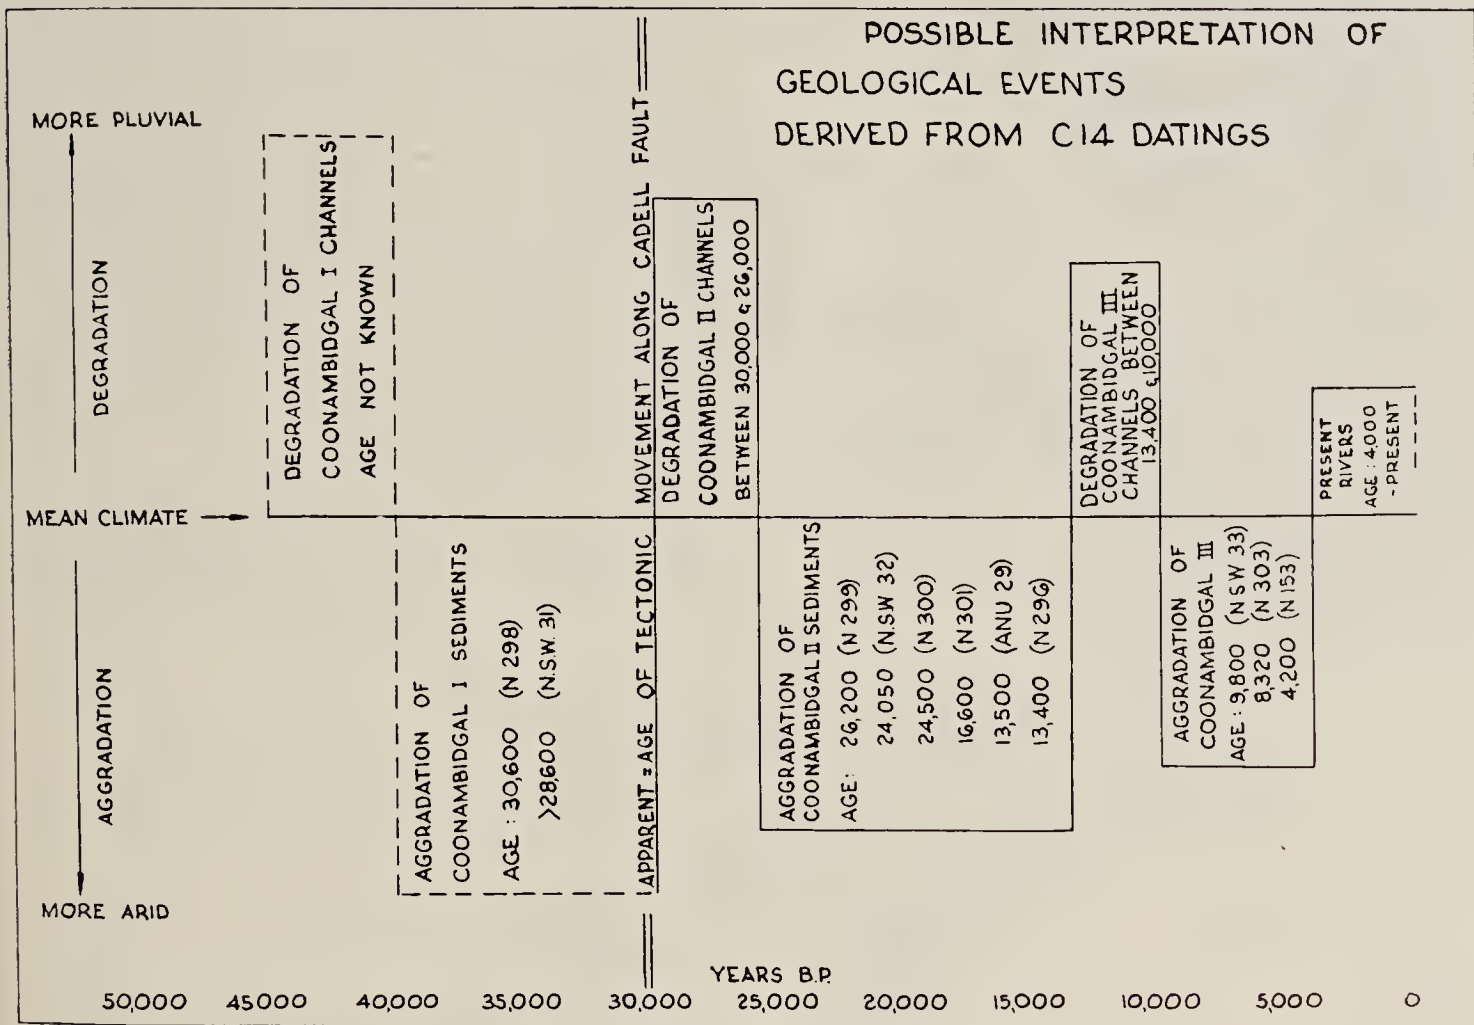 POSSIBLE INTERPRETATION OF
GEOLOGICAL EVENTS
DERIVED FROM C14 DATINGS
MORE PLUVIAL
DEGRADATION
MEAN CLIMATE
AGGRADATION
MORE ARID
DEGRADATION OF
COONAMBIDGAL I CHANNELS
AGE NOT KNOWN
AGGRADATION OF
COONAMBIDGAL I SEDIMENTS
AGE : 30,600 (N 298)
>28,600 (N.S.W. 31)
APPARENT = AGE OF TECTONIC MOVEMENT ALONG CADELL FAULT
DEGRADATION OF
COONAMBIDGAL II CHANNELS
BETWEEN 30,000 & 26,000
AGGRADATION OF
COONAMBIDGAL II SEDIMENTS
AGE: 26,200 (N 299)
24,050 (N.SW 32)
24,500 (N 300)
16,600 (N 301)
13,500 (ANU 29)
13,400 (N 296)
DEGRADATION OF
COONAMBIDGAL III
CHANNELS BETWEEN
13,400 & 10,000
AGGRADATION OF
COONAMBIDGAL III
AGE : 9,800 (NSW 33)
8,320 (N 303)
4,200 (N 153)
PRESENT
RIVERS
AGE : 4,000
- PRESENT
YEARS B.P.
50,000 45000 40,000 35,000 30,000 25,000 20,000 15,000 10,000 5,000 0